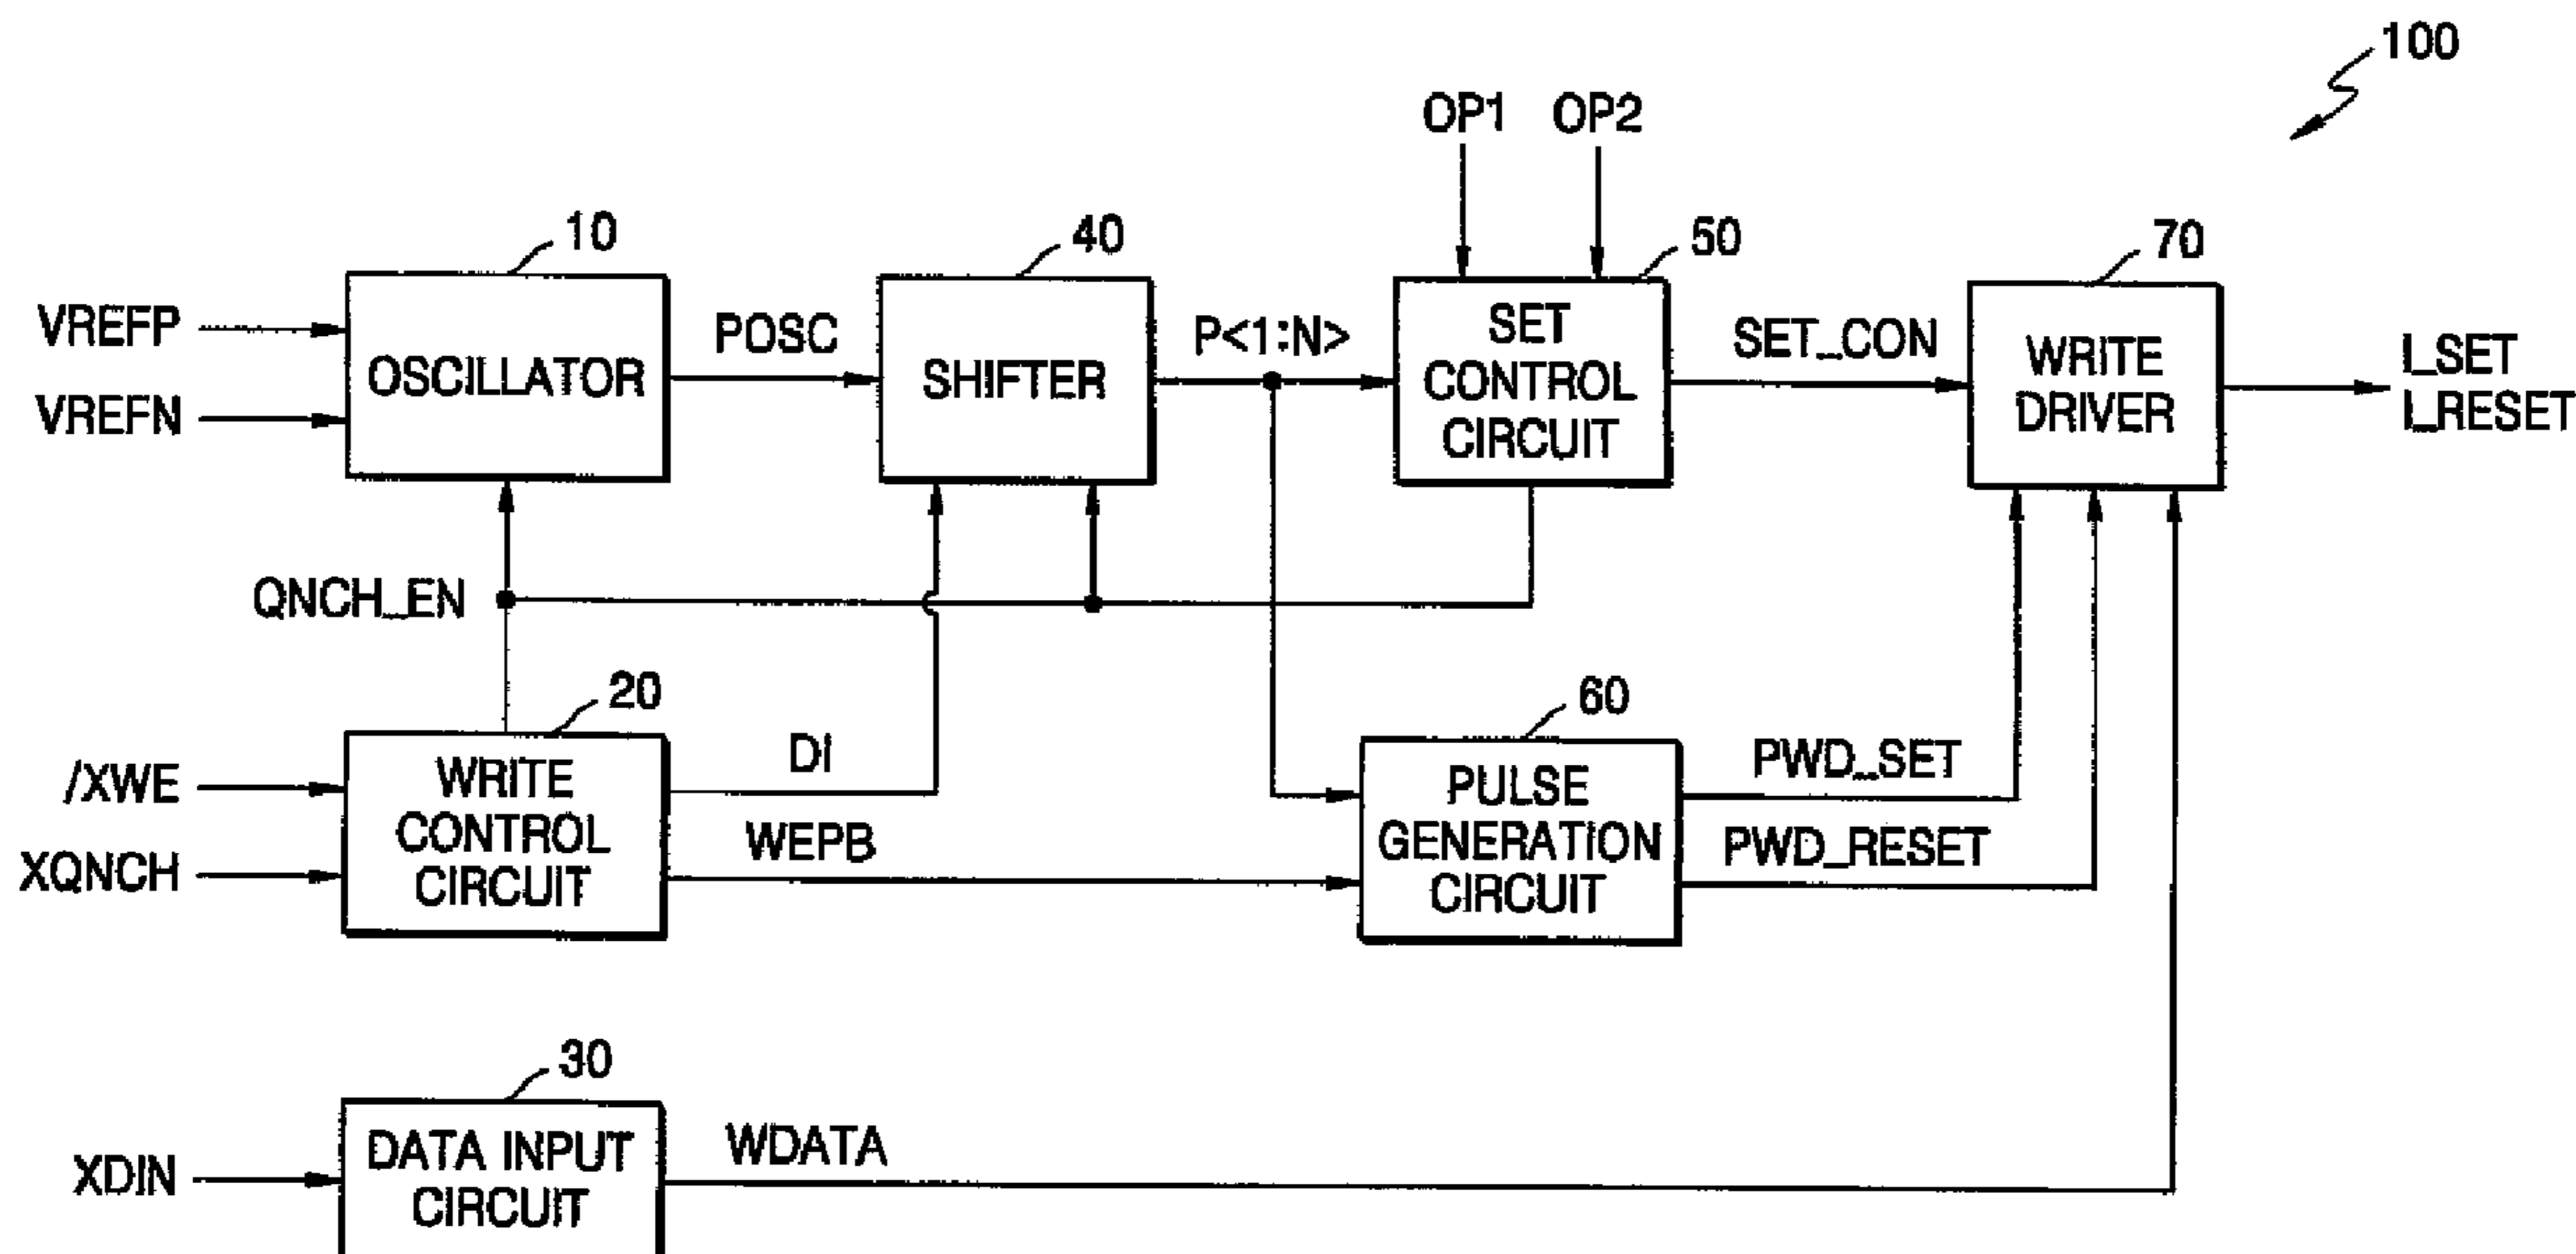 100
OP1 OP2
10
40
50
70
VREFP
VREFN
OSCILLATOR
POSC
SHIFTER
P<1:N>
SET
CONTROL
CIRCUIT
SET_CON
WRITE
DRIVER
I_SET
I_RESET
QNCH_EN
20
60
/XWE
XQNCH
WRITE
CONTROL
CIRCUIT
DI
WEPB
PULSE
GENERATION
CIRCUIT
PWD_SET
PWD_RESET
30
XDIN
DATA INPUT
CIRCUIT
WDATA